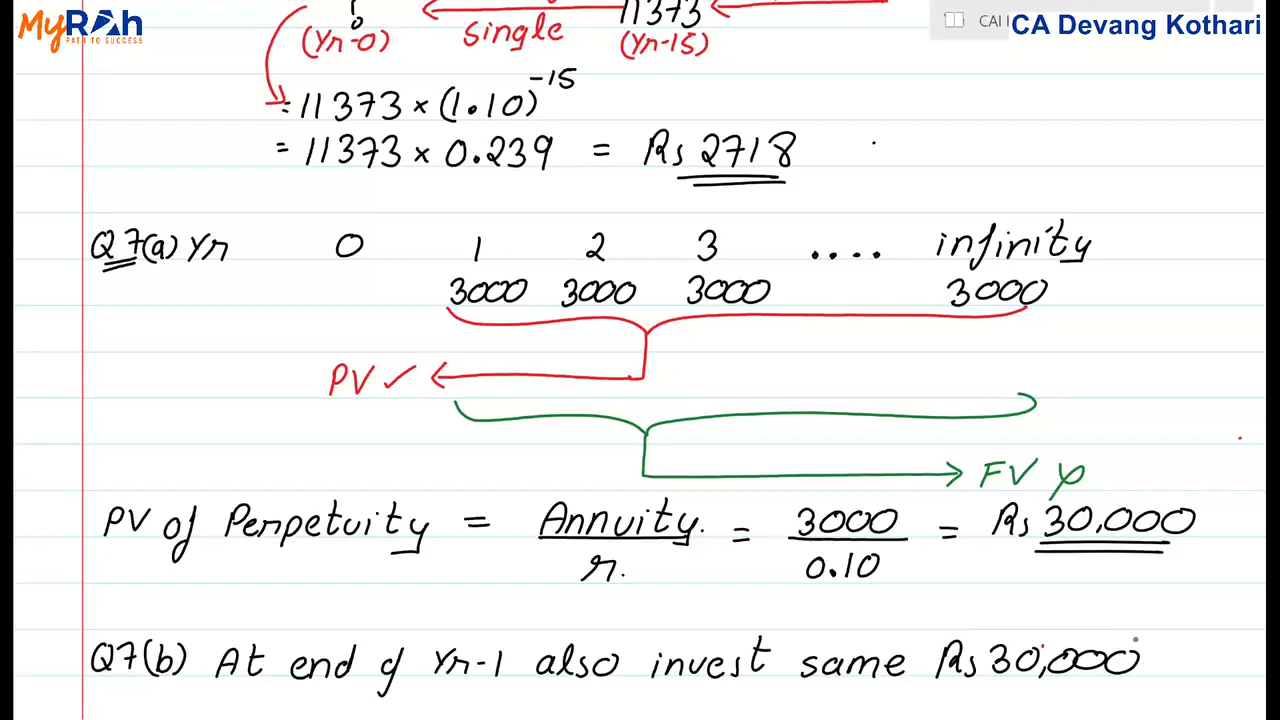 MyRAh
PATH TO SUCCESS
CAI
CA Devang Kothari
0 11373
(Yr-0) single (Yr-15)
= 11373 × (1.10)^-15
= 11373 × 0.239 = Rs 2718
Q7(a) Yr 0 1 2 3 .... infinity
3000 3000 3000 3000
PV ✓
FV
PV of Perpetuity = Annuity / r = 3000 / 0.10 = Rs 30,000
Q7(b) At end of Yr-1 also invest same Rs 30,000